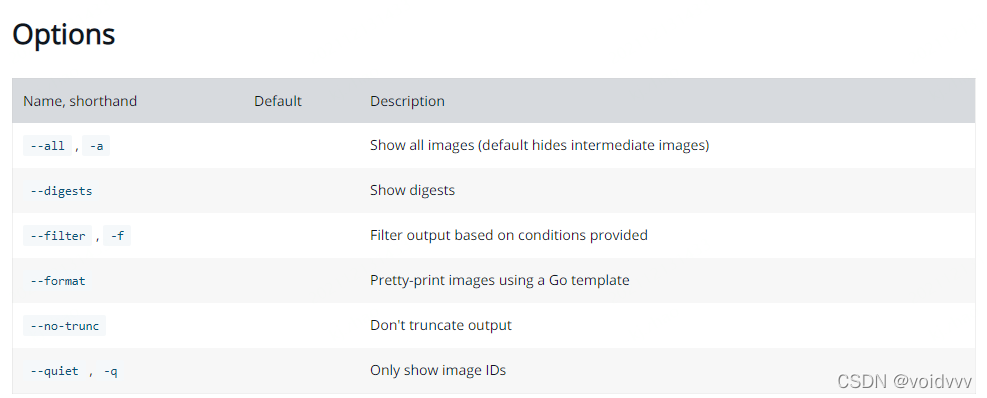 Options
Name, shorthand Default Description
--all , -a Show all images (default hides intermediate images)
--digests Show digests
--filter , -f Filter output based on conditions provided
--format Pretty-print images using a Go template
--no-trunc Don't truncate output
--quiet , -q Only show image IDs
CSDN @voidvvv